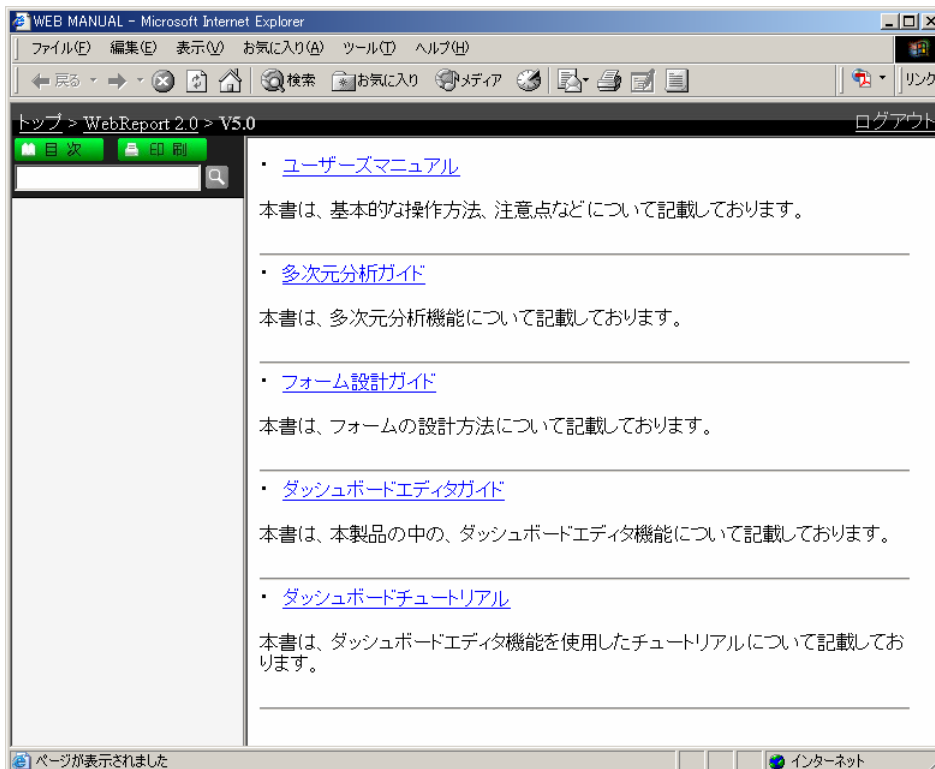 WEB MANUAL - Microsoft Internet Explorer
ファイル(F) 編集(E) 表示(V) お気に入り(A) ツール(T) ヘルプ(H)
戻る 検索 お気に入り メディア リンク
トップ > WebReport 2.0 > V5.0 ログアウト
目次 印刷
・ ユーザーズマニュアル
本書は、基本的な操作方法、注意点などについて記載しております。
・ 多次元分析ガイド
本書は、多次元分析機能について記載しております。
・ フォーム設計ガイド
本書は、フォームの設計方法について記載しております。
・ ダッシュボードエディタガイド
本書は、本製品の中の、ダッシュボードエディタ機能について記載しております。
・ ダッシュボードチュートリアル
本書は、ダッシュボードエディタ機能を使用したチュートリアルについて記載してお
ります。
ページが表示されました インターネット